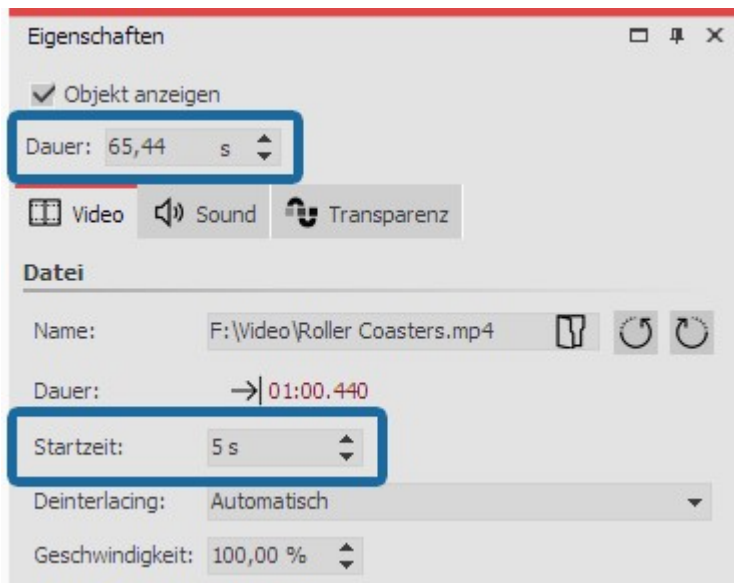 Eigenschaften
Objekt anzeigen
Dauer: 65,44 s
Video Sound Transparenz
Datei
Name: F:\Video\Roller Coasters.mp4
Dauer: 01:00.440
Startzeit: 5 s
Deinterlacing: Automatisch
Geschwindigkeit: 100,00 %